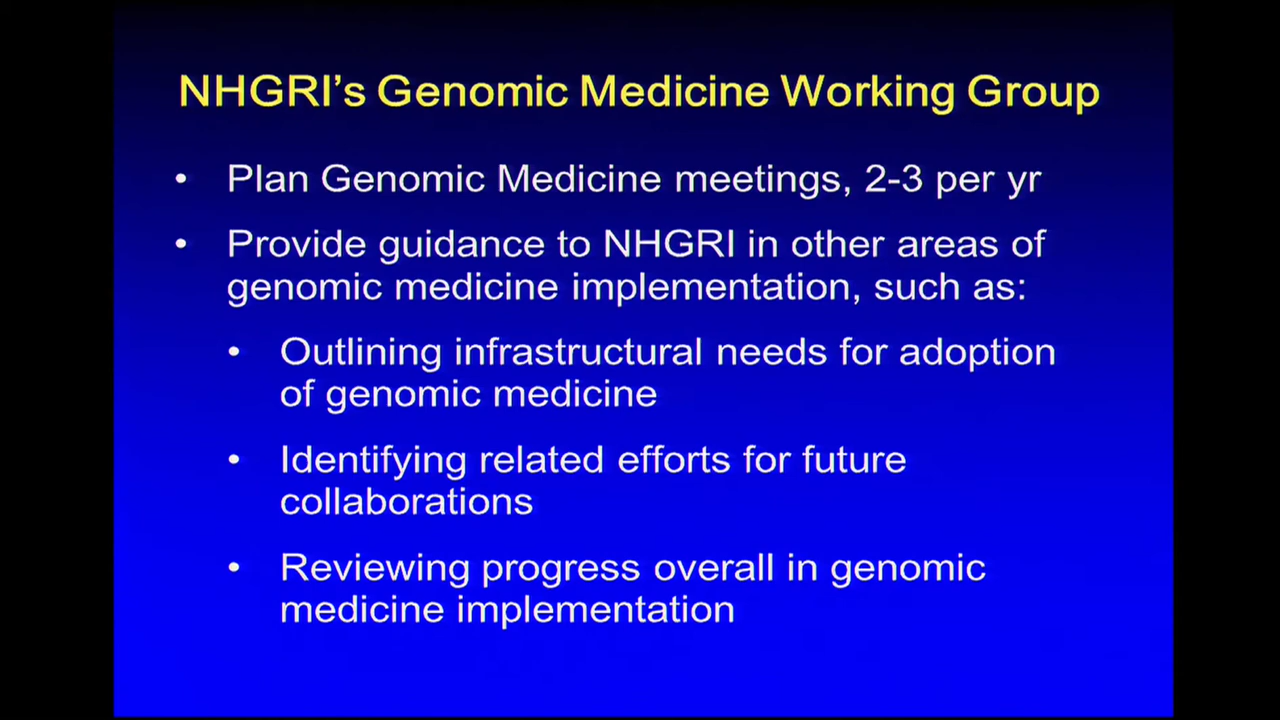 NHGRI's Genomic Medicine Working Group
• Plan Genomic Medicine meetings, 2-3 per yr
• Provide guidance to NHGRI in other areas of
genomic medicine implementation, such as:
• Outlining infrastructural needs for adoption
of genomic medicine
• Identifying related efforts for future
collaborations
• Reviewing progress overall in genomic
medicine implementation